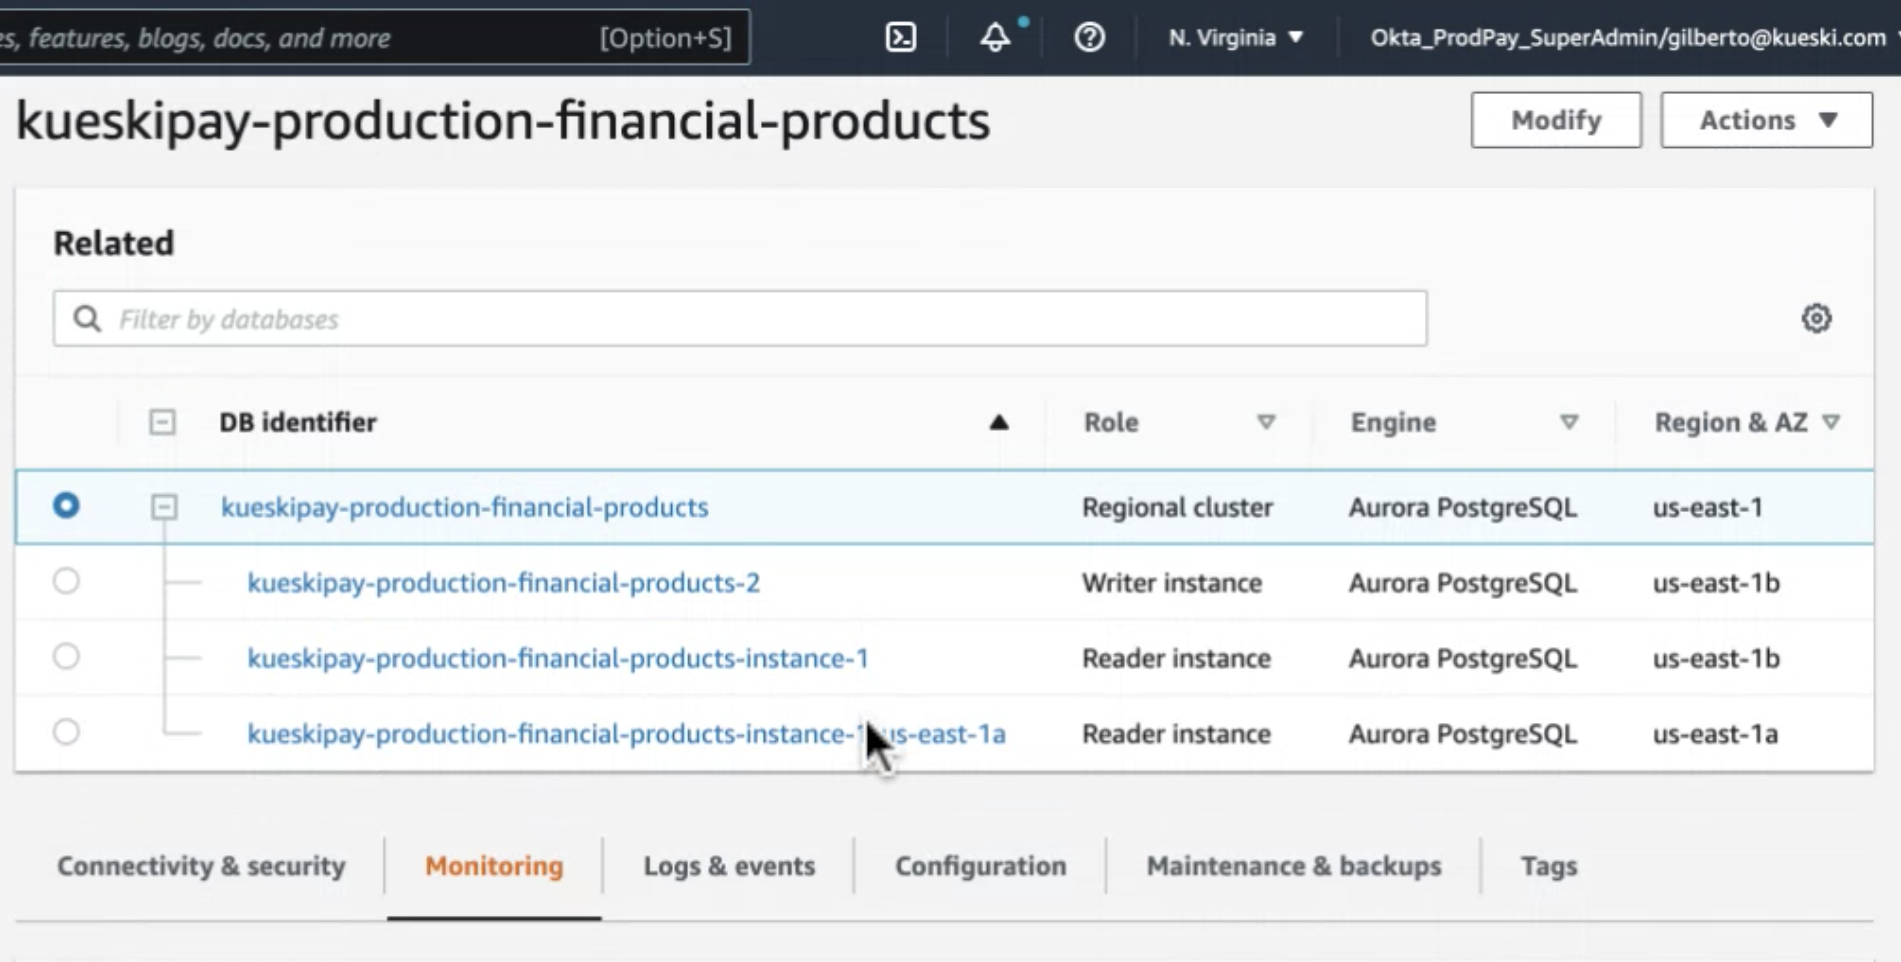 es, features, blogs, docs, and more [Option+S] N. Virginia ▼ Okta_ProdPay_SuperAdmin/gilberto@kueski.com
kueskipay-production-financial-products Modify Actions ▼
Related
Filter by databases
DB identifier ▲ Role Engine Region & AZ
kueskipay-production-financial-products Regional cluster Aurora PostgreSQL us-east-1
kueskipay-production-financial-products-2 Writer instance Aurora PostgreSQL us-east-1b
kueskipay-production-financial-products-instance-1 Reader instance Aurora PostgreSQL us-east-1b
kueskipay-production-financial-products-instance-1-us-east-1a Reader instance Aurora PostgreSQL us-east-1a
Connectivity & security Monitoring Logs & events Configuration Maintenance & backups Tags